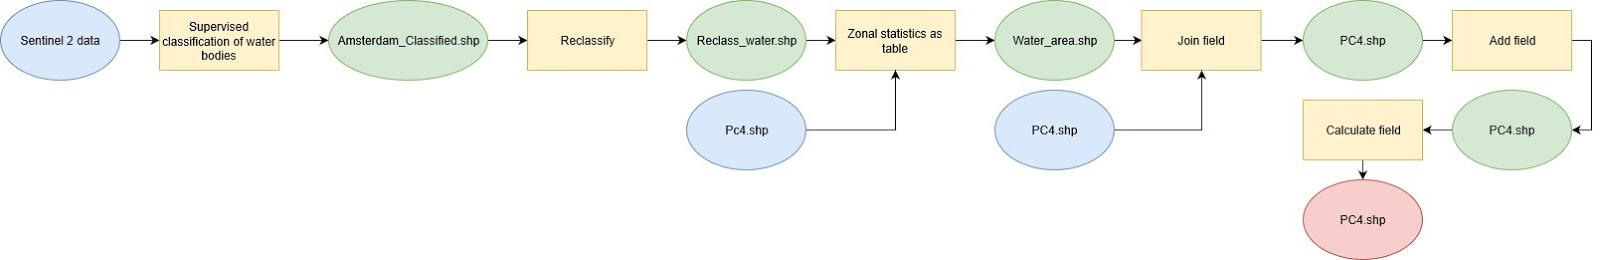 Sentinel 2 data
Supervised
classification of water
bodies
Amsterdam_Classified.shp
Reclassify
Reclass_water.shp
Zonal statistics as
table
Water_area.shp
Join field
PC4.shp
Add field
Pc4.shp
PC4.shp
Calculate field
PC4.shp
PC4.shp